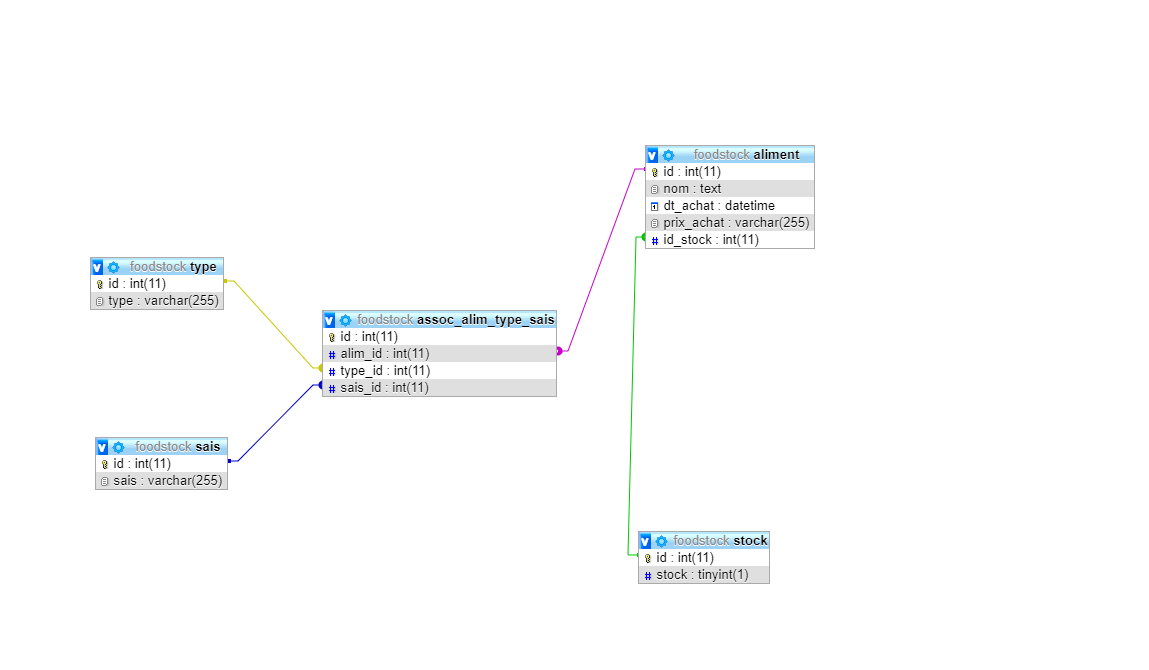 foodstock aliment
id : int(11)
nom : text
dt_achat : datetime
prix_achat : varchar(255)
id_stock : int(11)
foodstock type
id : int(11)
type : varchar(255)
foodstock assoc_alim_type_sais
id : int(11)
alim_id : int(11)
type_id : int(11)
sais_id : int(11)
foodstock sais
id : int(11)
sais : varchar(255)
foodstock stock
id : int(11)
stock : tinyint(1)